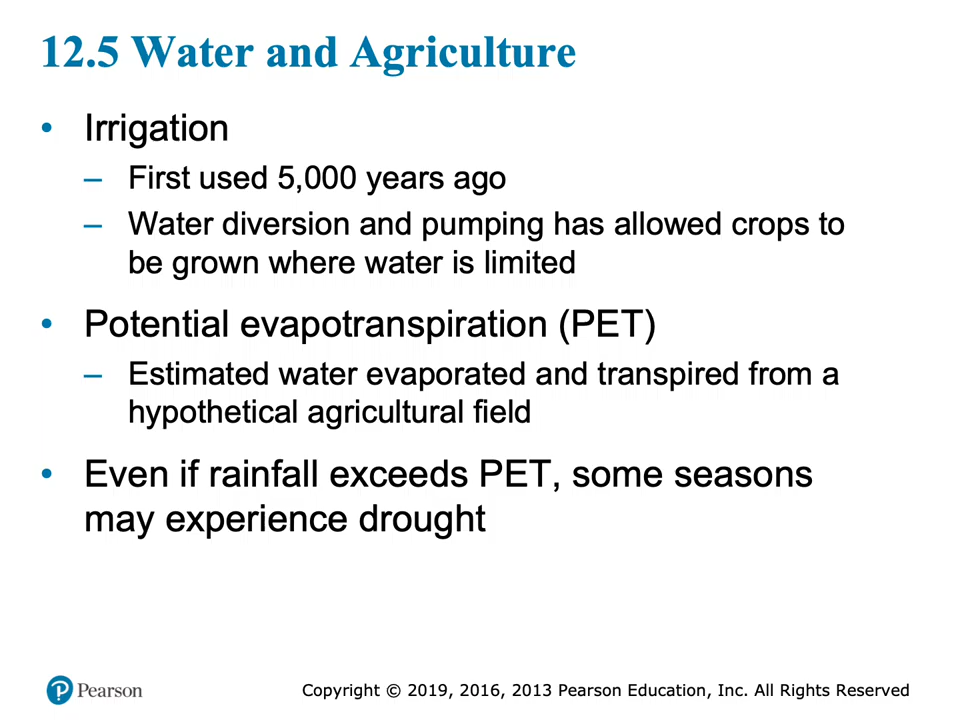 12.5 Water and Agriculture
• Irrigation
– First used 5,000 years ago
– Water diversion and pumping has allowed crops to
be grown where water is limited
• Potential evapotranspiration (PET)
– Estimated water evaporated and transpired from a
hypothetical agricultural field
• Even if rainfall exceeds PET, some seasons
may experience drought
Pearson
Copyright © 2019, 2016, 2013 Pearson Education, Inc. All Rights Reserved